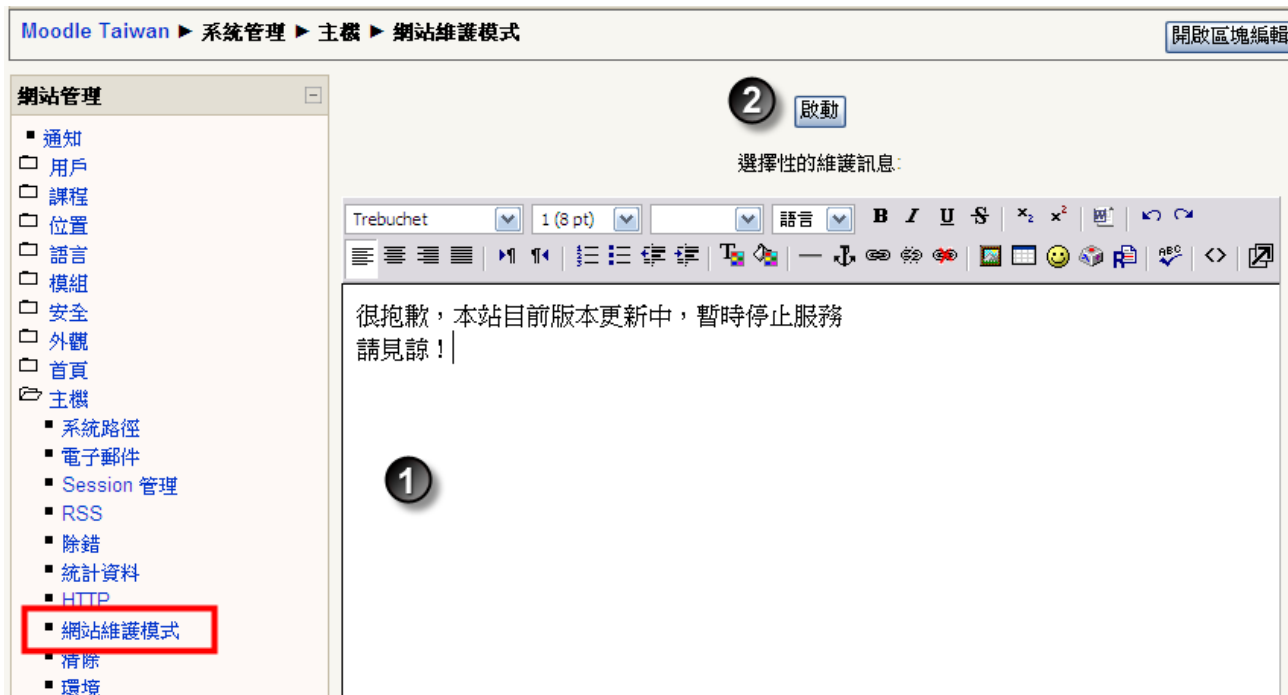 Moodle Taiwan ► 系統管理 ► 主機 ► 網站維護模式
開啟區塊編輯
網站管理
通知
用戶
課程
位置
語言
模組
安全
外觀
首頁
主機
系統路徑
電子郵件
Session 管理
RSS
除錯
統計資料
HTTP
網站維護模式
清除
環境
2 啟動
選擇性的維護訊息:
Trebuchet 1 (8 pt) 語言 B I U S x₂ x²
ABC
很抱歉，本站目前版本更新中，暫時停止服務
請見諒！
1